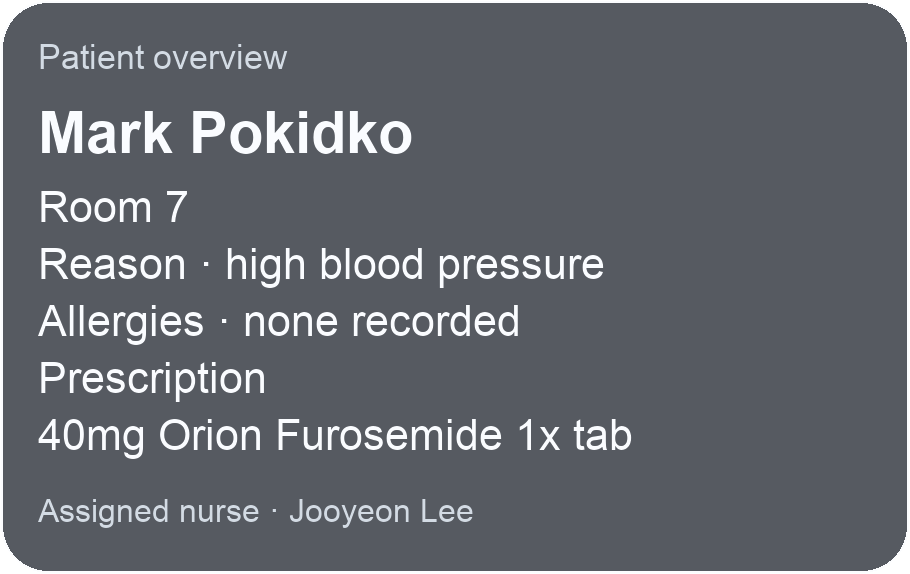 Patient overview
Mark Pokidko
Room 7
Reason · high blood pressure
Allergies · none recorded
Prescription
40mg Orion Furosemide 1x tab
Assigned nurse · Jooyeon Lee